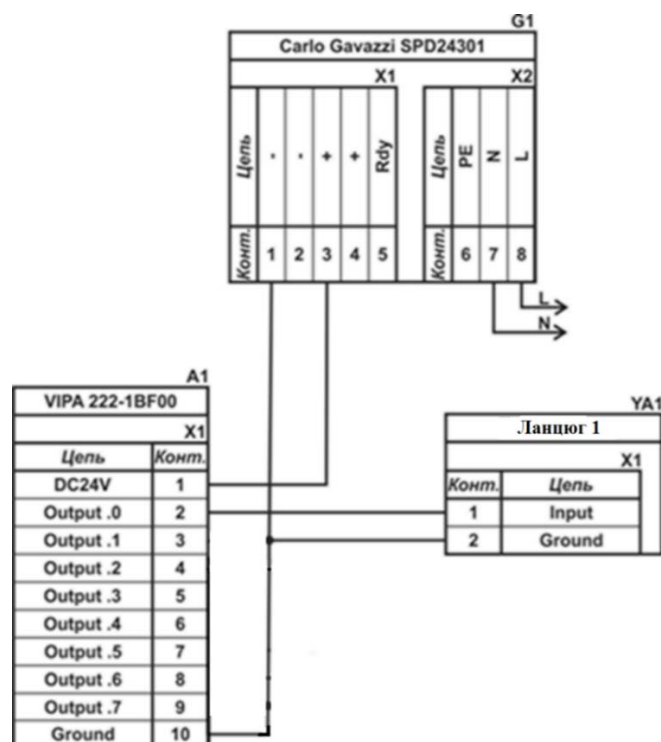 G1
Carlo Gavazzi SPD24301
X1 X2
Цепь - - + + Rdy Цепь PE N L
Конт. 1 2 3 4 5 Конт. 6 7 8
L
N
A1
VIPA 222-1BF00
X1
Цепь Конт.
DC24V 1
Output .0 2
Output .1 3
Output .2 4
Output .3 5
Output .4 6
Output .5 7
Output .6 8
Output .7 9
Ground 10
YA1
Ланцюг 1
X1
Конт. Цепь
1 Input
2 Ground